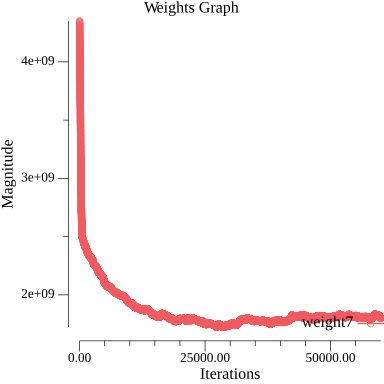 Weights Graph
4e+09
3e+09
2e+09
Magnitude
weight7
0.00 25000.00 50000.00
Iterations